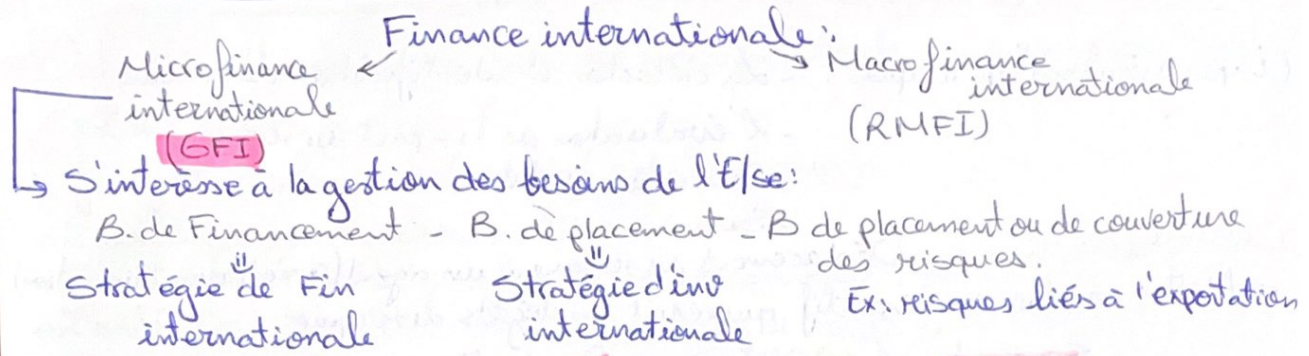 Finance internationale:
Microfinance internationale (GFI)
Macrofinance internationale (RMFI)
S'interèsse à la gestion des besoins de l'E/se:
B. de Financement - B. de placement - B de placement ou de couverture des risques.
Stratégie de Fin internationale
Stratégie d'inv internationale
Ex: risques liés à l'exportation